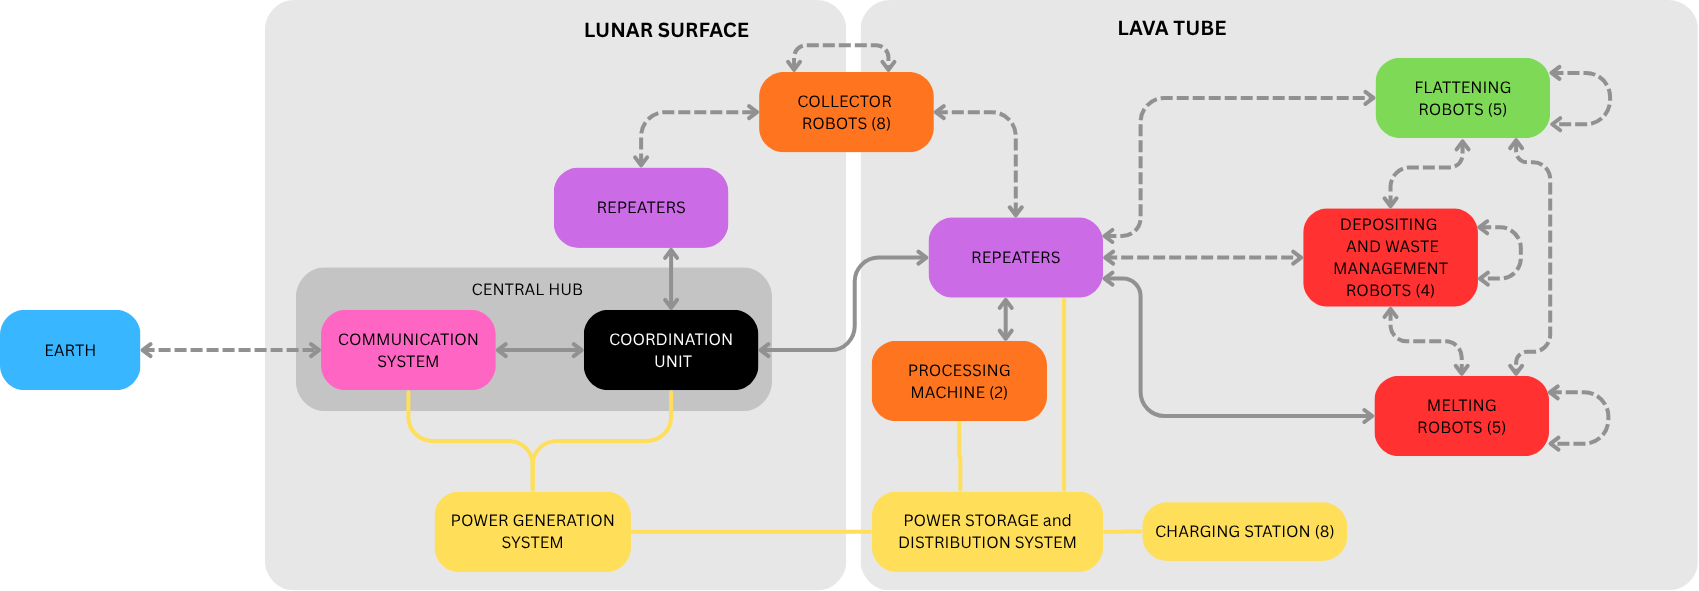 LUNAR SURFACE
LAVA TUBE
COLLECTOR
ROBOTS (8)
FLATTENING
ROBOTS (5)
REPEATERS
REPEATERS
DEPOSITING
AND WASTE
MANAGEMENT
ROBOTS (4)
CENTRAL HUB
EARTH
COMMUNICATION
SYSTEM
COORDINATION
UNIT
PROCESSING
MACHINE (2)
MELTING
ROBOTS (5)
POWER GENERATION
SYSTEM
POWER STORAGE and
DISTRIBUTION SYSTEM
CHARGING STATION (8)